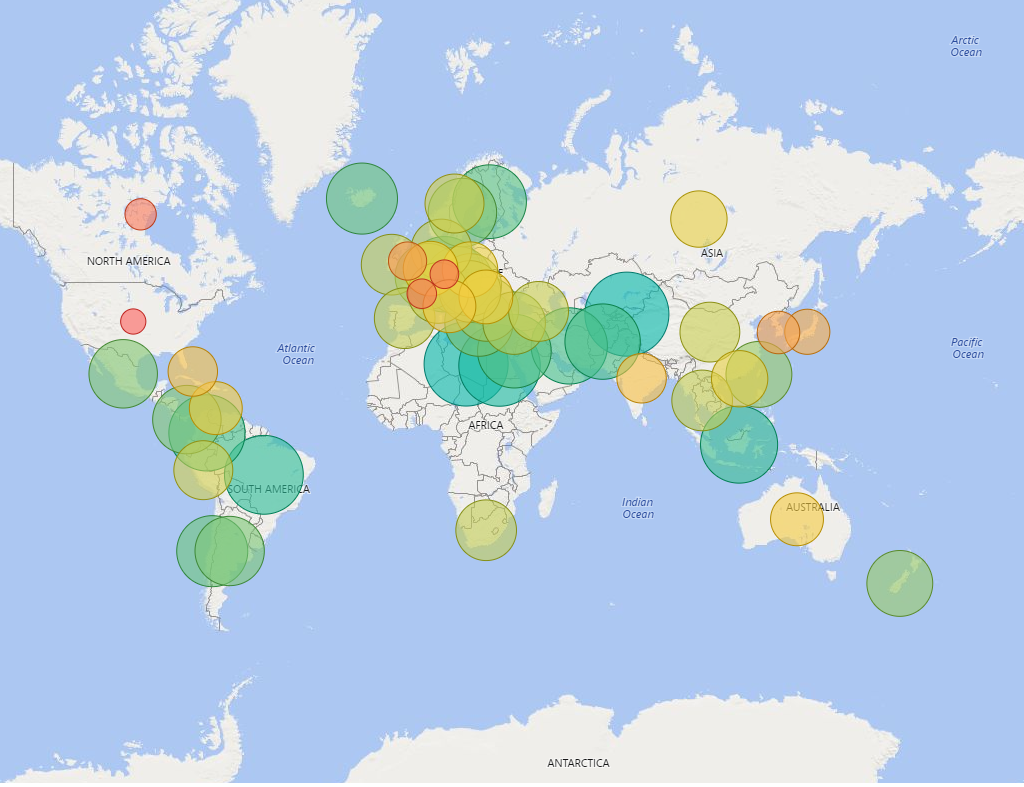 Arctic
Ocean
NORTH AMERICA
ASIA
E
Atlantic
Ocean
Pacific
Ocean
AFRICA
SOUTH AMERICA
Indian
Ocean
AUSTRALIA
ANTARCTICA